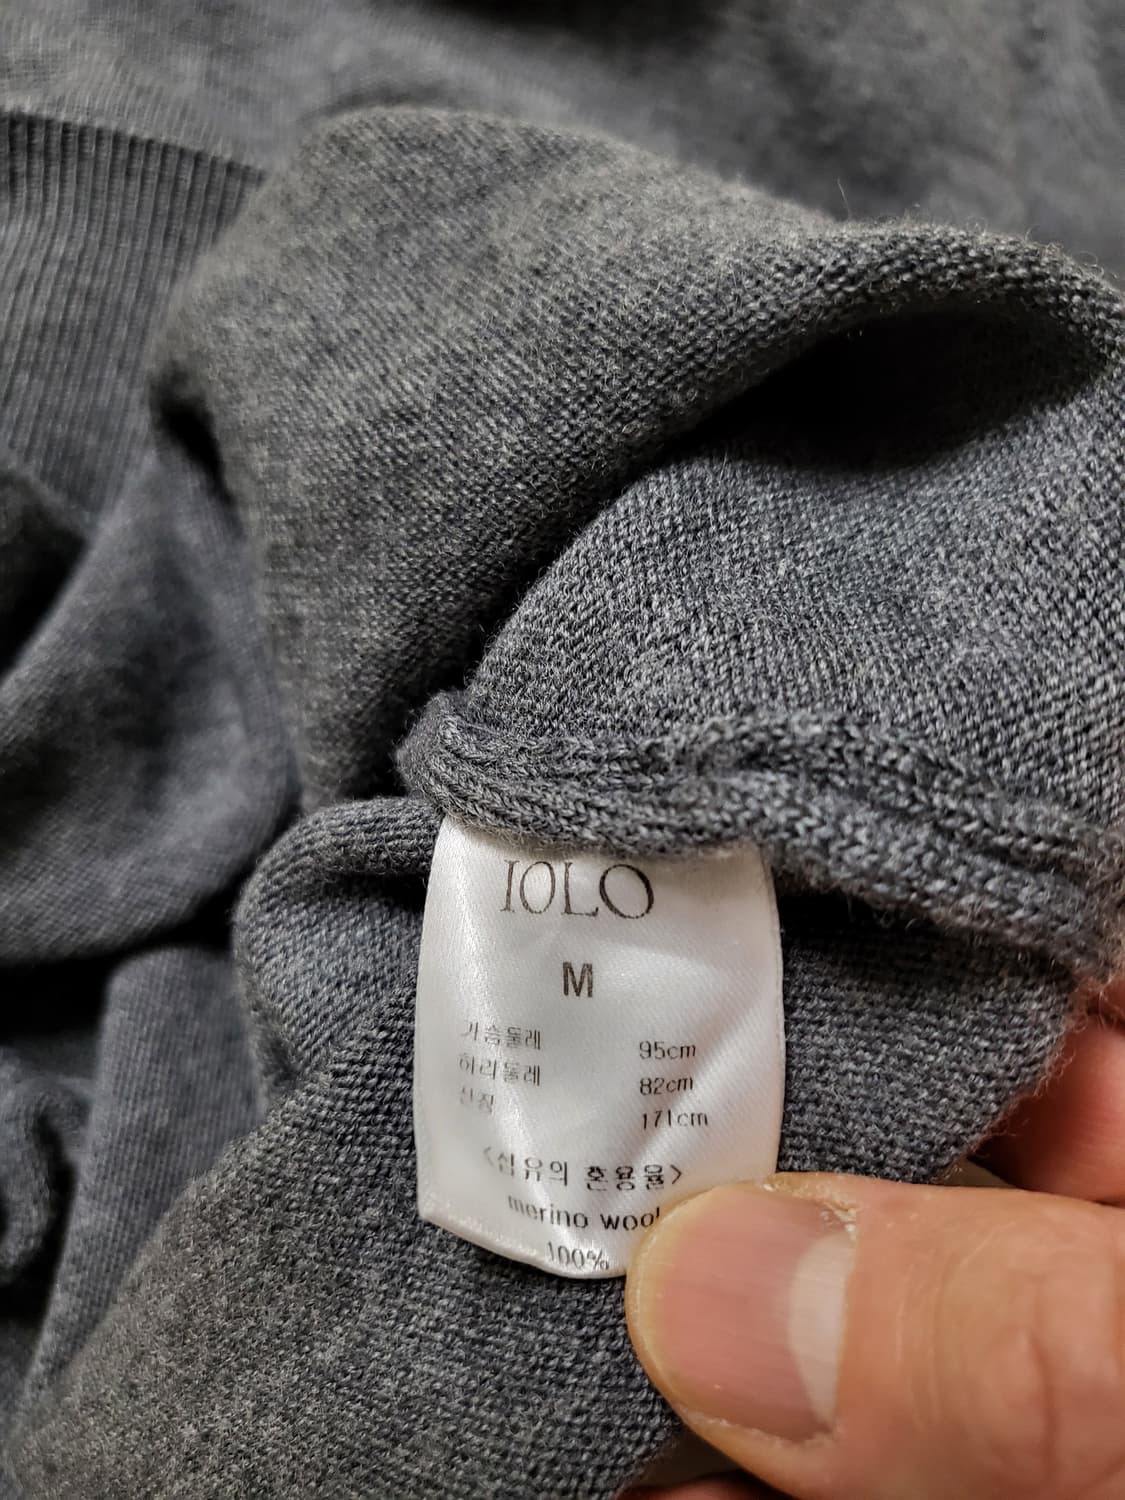 IOLO
M
가슴둘레 95cm
허리둘레 82cm
신장 171cm
<섬유의 혼용율>
merino wool
100%